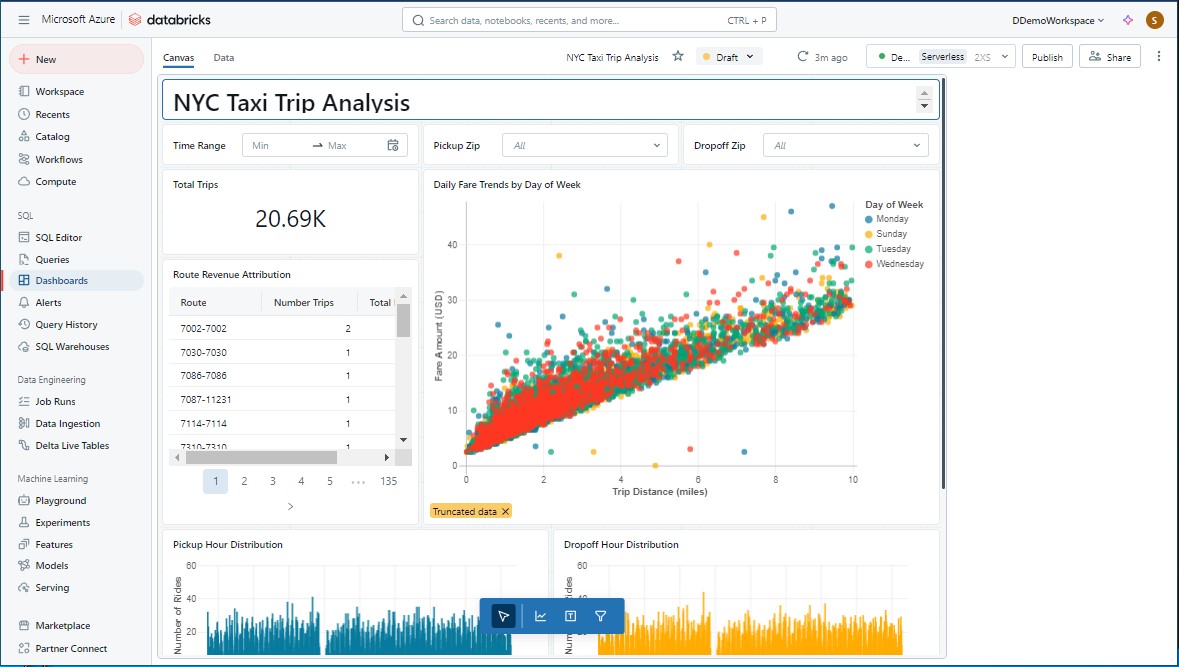 Microsoft Azure databricks
Search data, notebooks, recents, and more... CTRL + P
DDemoWorkspace
S
New
Workspace
Recents
Catalog
Workflows
Compute
SQL
SQL Editor
Queries
Dashboards
Alerts
Query History
SQL Warehouses
Data Engineering
Job Runs
Data Ingestion
Delta Live Tables
Machine Learning
Playground
Experiments
Features
Models
Serving
Marketplace
Partner Connect
Canvas Data
NYC Taxi Trip Analysis Draft 3m ago De... Serverless 2XS Publish Share
NYC Taxi Trip Analysis
Time Range Min Max
Pickup Zip All
Dropoff Zip All
Total Trips
20.69K
Route Revenue Attribution
Route Number Trips Total
7002-7002 2
7030-7030 1
7086-7086 1
7087-11231 1
7114-7114 1
7310-7310 1
1 2 3 4 5 ... 135
Daily Fare Trends by Day of Week
Fare Amount (USD)
40
30
20
10
0
0 2 4 6 8 10
Trip Distance (miles)
Day of Week
Monday
Sunday
Tuesday
Wednesday
Truncated data
Pickup Hour Distribution
Number of Rides
60
40
20
Dropoff Hour Distribution
60
40
20